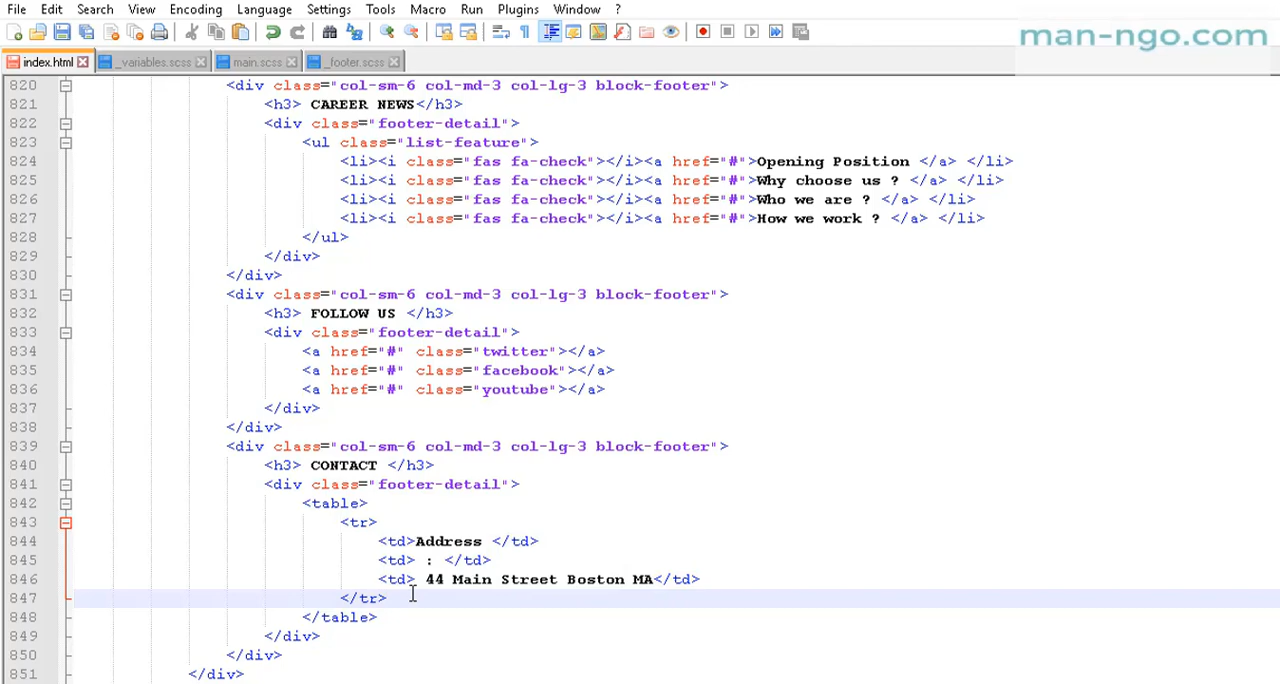 File Edit Search View Encoding Language Settings Tools Macro Run Plugins Window ?
man-ngo.com
index.html _variables.scss main.scss _footer.scss
820 <div class="col-sm-6 col-md-3 col-lg-3 block-footer">
821 <h3> CAREER NEWS</h3>
822 <div class="footer-detail">
823 <ul class="list-feature">
824 <li><i class="fas fa-check"></i><a href="#">Opening Position </a> </li>
825 <li><i class="fas fa-check"></i><a href="#">Why choose us ? </a> </li>
826 <li><i class="fas fa-check"></i><a href="#">Who we are ? </a> </li>
827 <li><i class="fas fa-check"></i><a href="#">How we work ? </a> </li>
828 </ul>
829 </div>
830 </div>
831 <div class="col-sm-6 col-md-3 col-lg-3 block-footer">
832 <h3> FOLLOW US </h3>
833 <div class="footer-detail">
834 <a href="#" class="twitter"></a>
835 <a href="#" class="facebook"></a>
836 <a href="#" class="youtube"></a>
837 </div>
838 </div>
839 <div class="col-sm-6 col-md-3 col-lg-3 block-footer">
840 <h3> CONTACT </h3>
841 <div class="footer-detail">
842 <table>
843 <tr>
844 <td>Address </td>
845 <td> : </td>
846 <td> 44 Main Street Boston MA</td>
847 </tr>
848 </table>
849 </div>
850 </div>
851 </div>